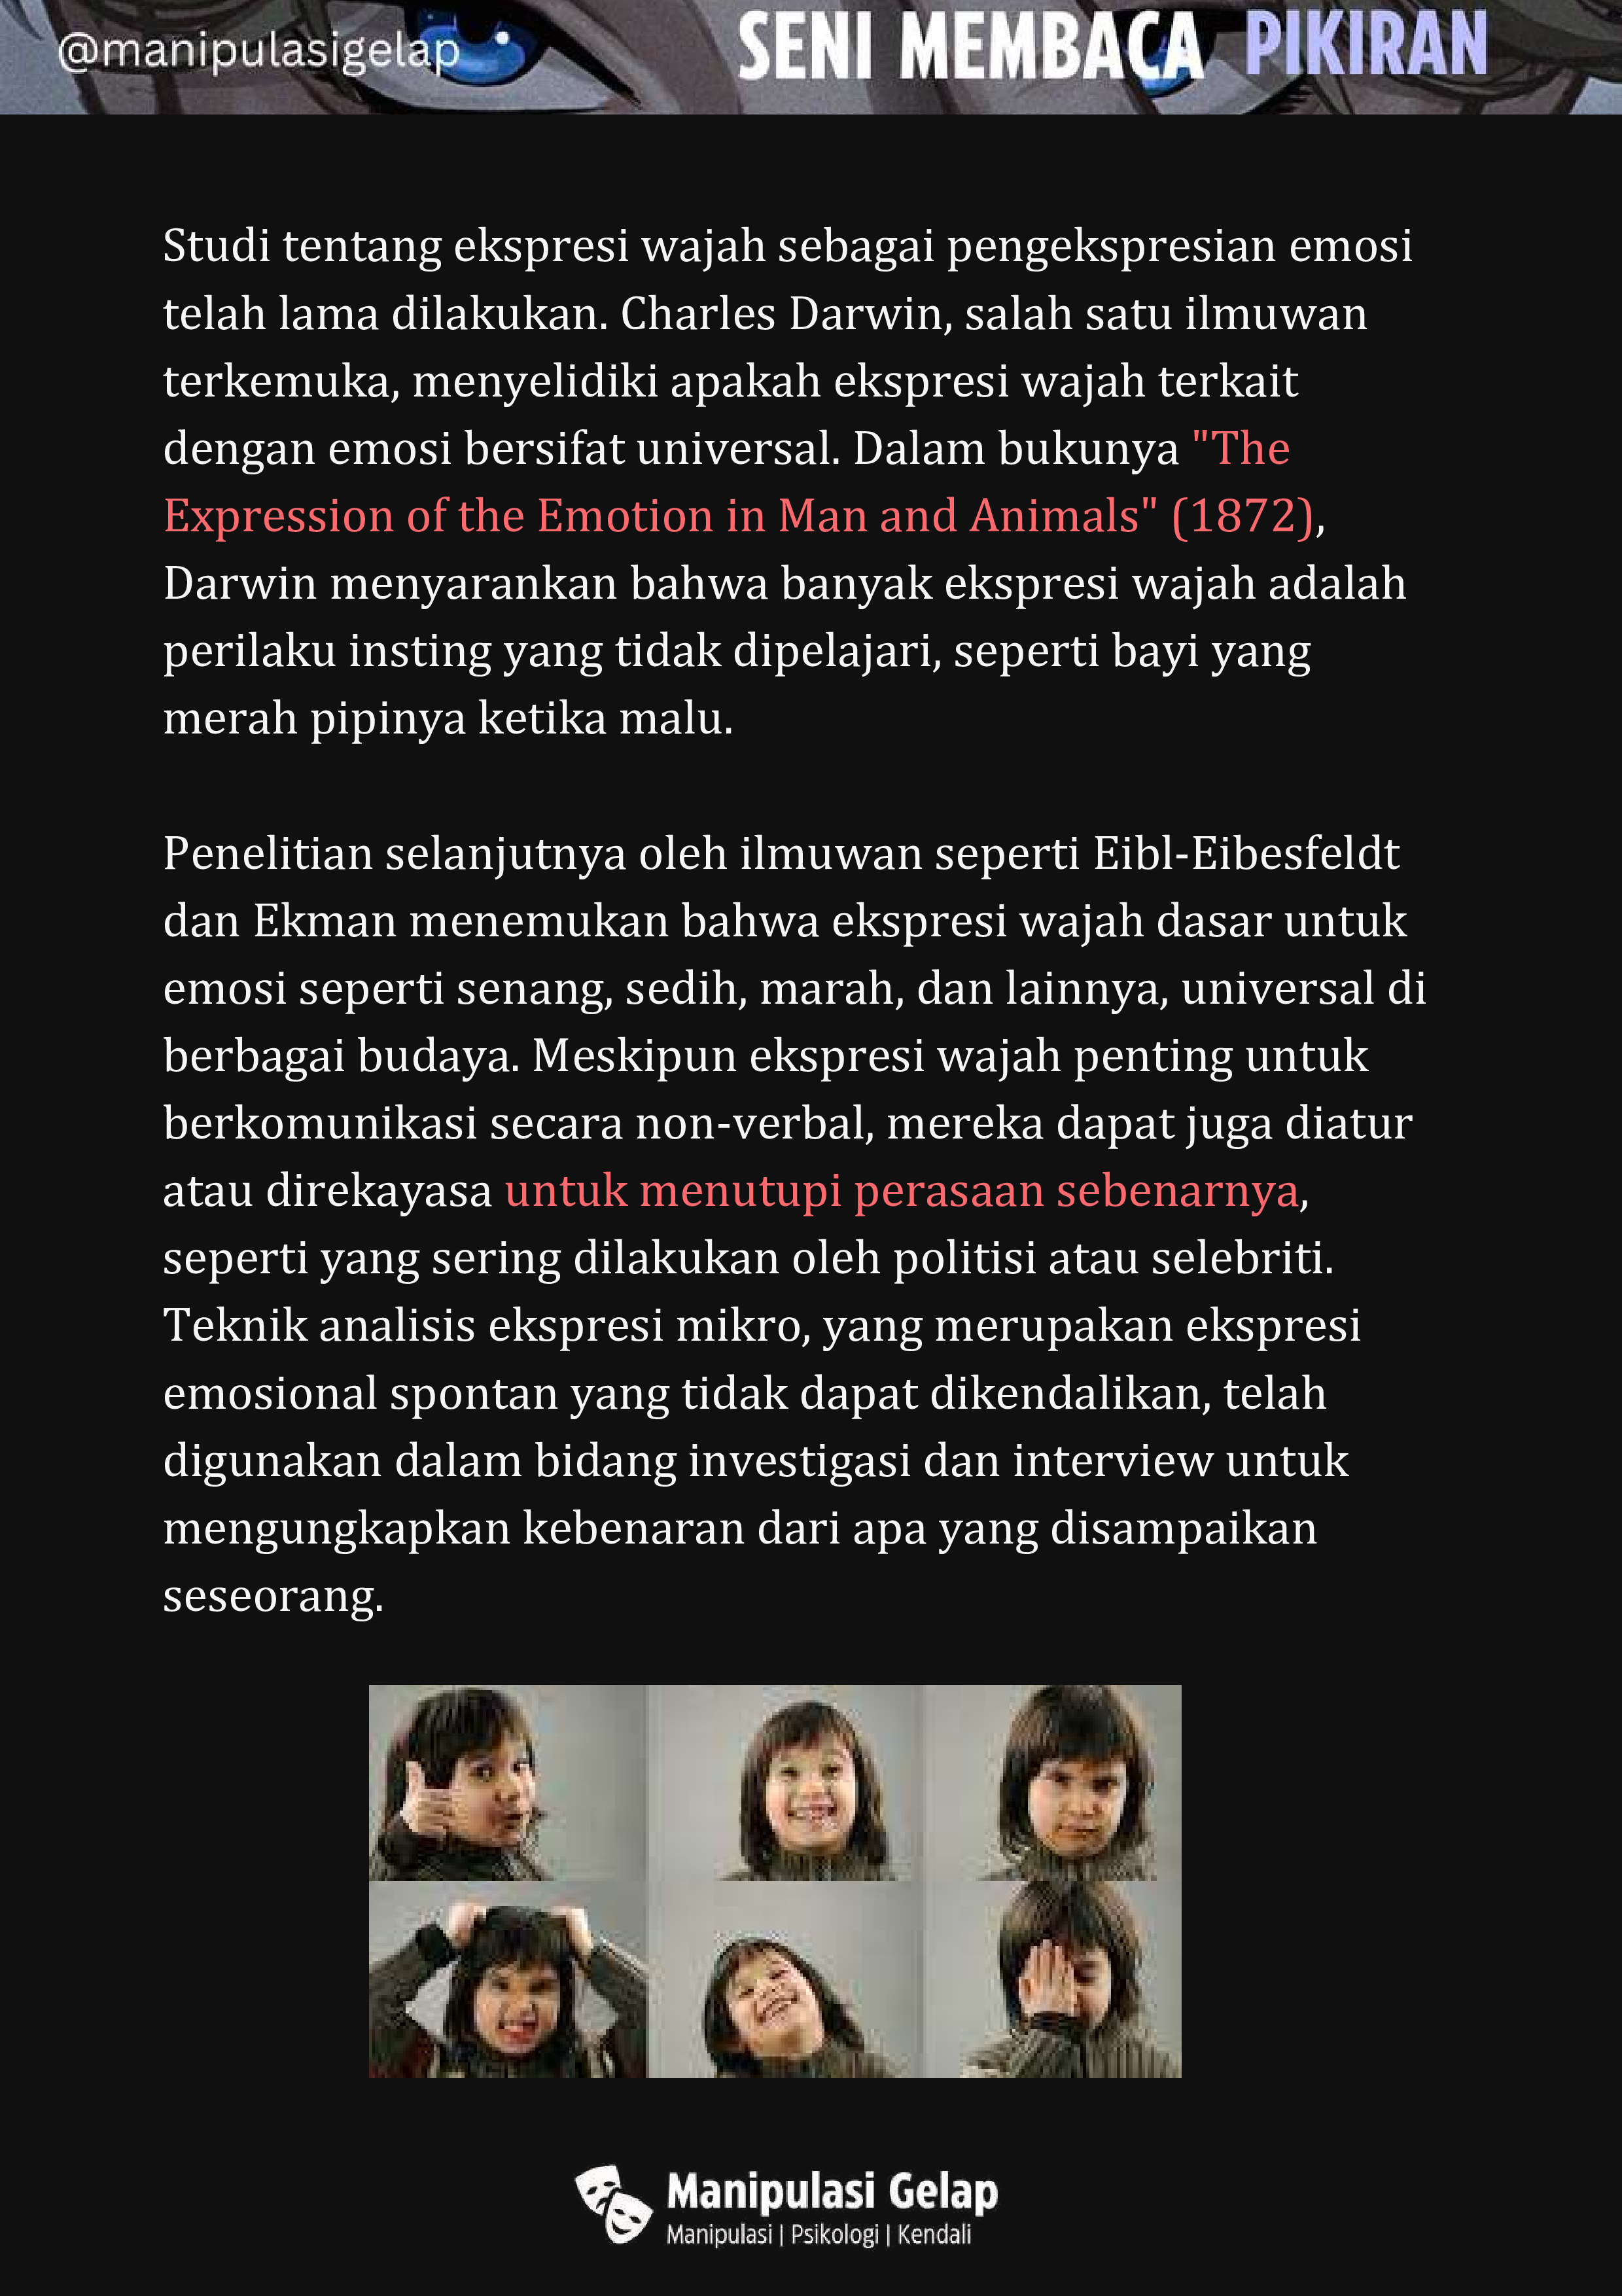 @manipulasigelap
SENI MEMBACA PIKIRAN
Studi tentang ekspresi wajah sebagai pengekspresian emosi
telah lama dilakukan. Charles Darwin, salah satu ilmuwan
terkemuka, menyelidiki apakah ekspresi wajah terkait
dengan emosi bersifat universal. Dalam bukunya "The
Expression of the Emotion in Man and Animals" (1872),
Darwin menyarankan bahwa banyak ekspresi wajah adalah
perilaku insting yang tidak dipelajari, seperti bayi yang
merah pipinya ketika malu.
Penelitian selanjutnya oleh ilmuwan seperti Eibl-Eibesfeldt
dan Ekman menemukan bahwa ekspresi wajah dasar untuk
emosi seperti senang, sedih, marah, dan lainnya, universal di
berbagai budaya. Meskipun ekspresi wajah penting untuk
berkomunikasi secara non-verbal, mereka dapat juga diatur
atau direkayasa untuk menutupi perasaan sebenarnya,
seperti yang sering dilakukan oleh politisi atau selebriti.
Teknik analisis ekspresi mikro, yang merupakan ekspresi
emosional spontan yang tidak dapat dikendalikan, telah
digunakan dalam bidang investigasi dan interview untuk
mengungkapkan kebenaran dari apa yang disampaikan
seseorang.
Manipulasi Gelap
Manipulasi | Psikologi | Kendali